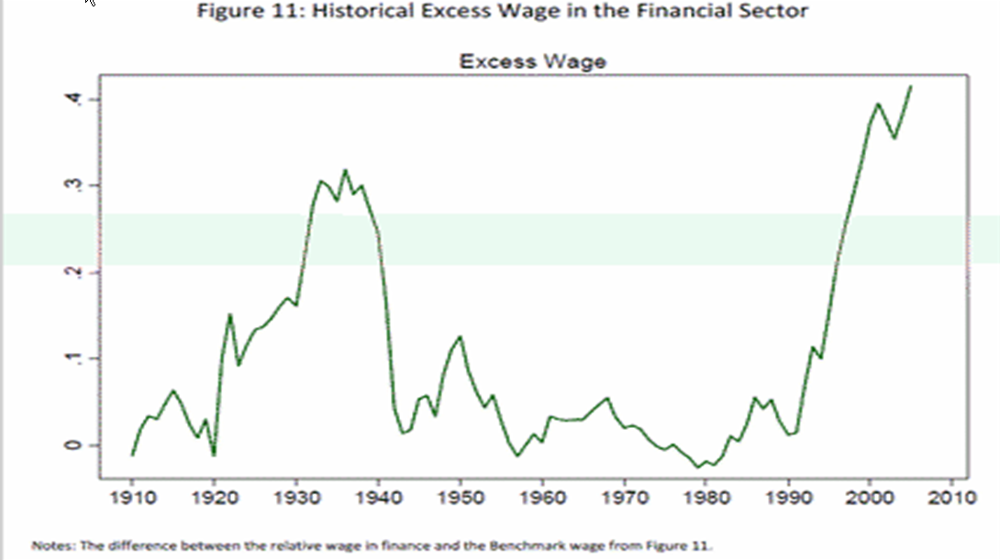 Figure 11: Historical Excess Wage in the Financial Sector
Excess Wage
.4
.3
.2
.1
0
1910 1920 1930 1940 1950 1960 1970 1980 1990 2000 2010
Notes: The difference between the relative wage in finance and the Benchmark wage from Figure 11.